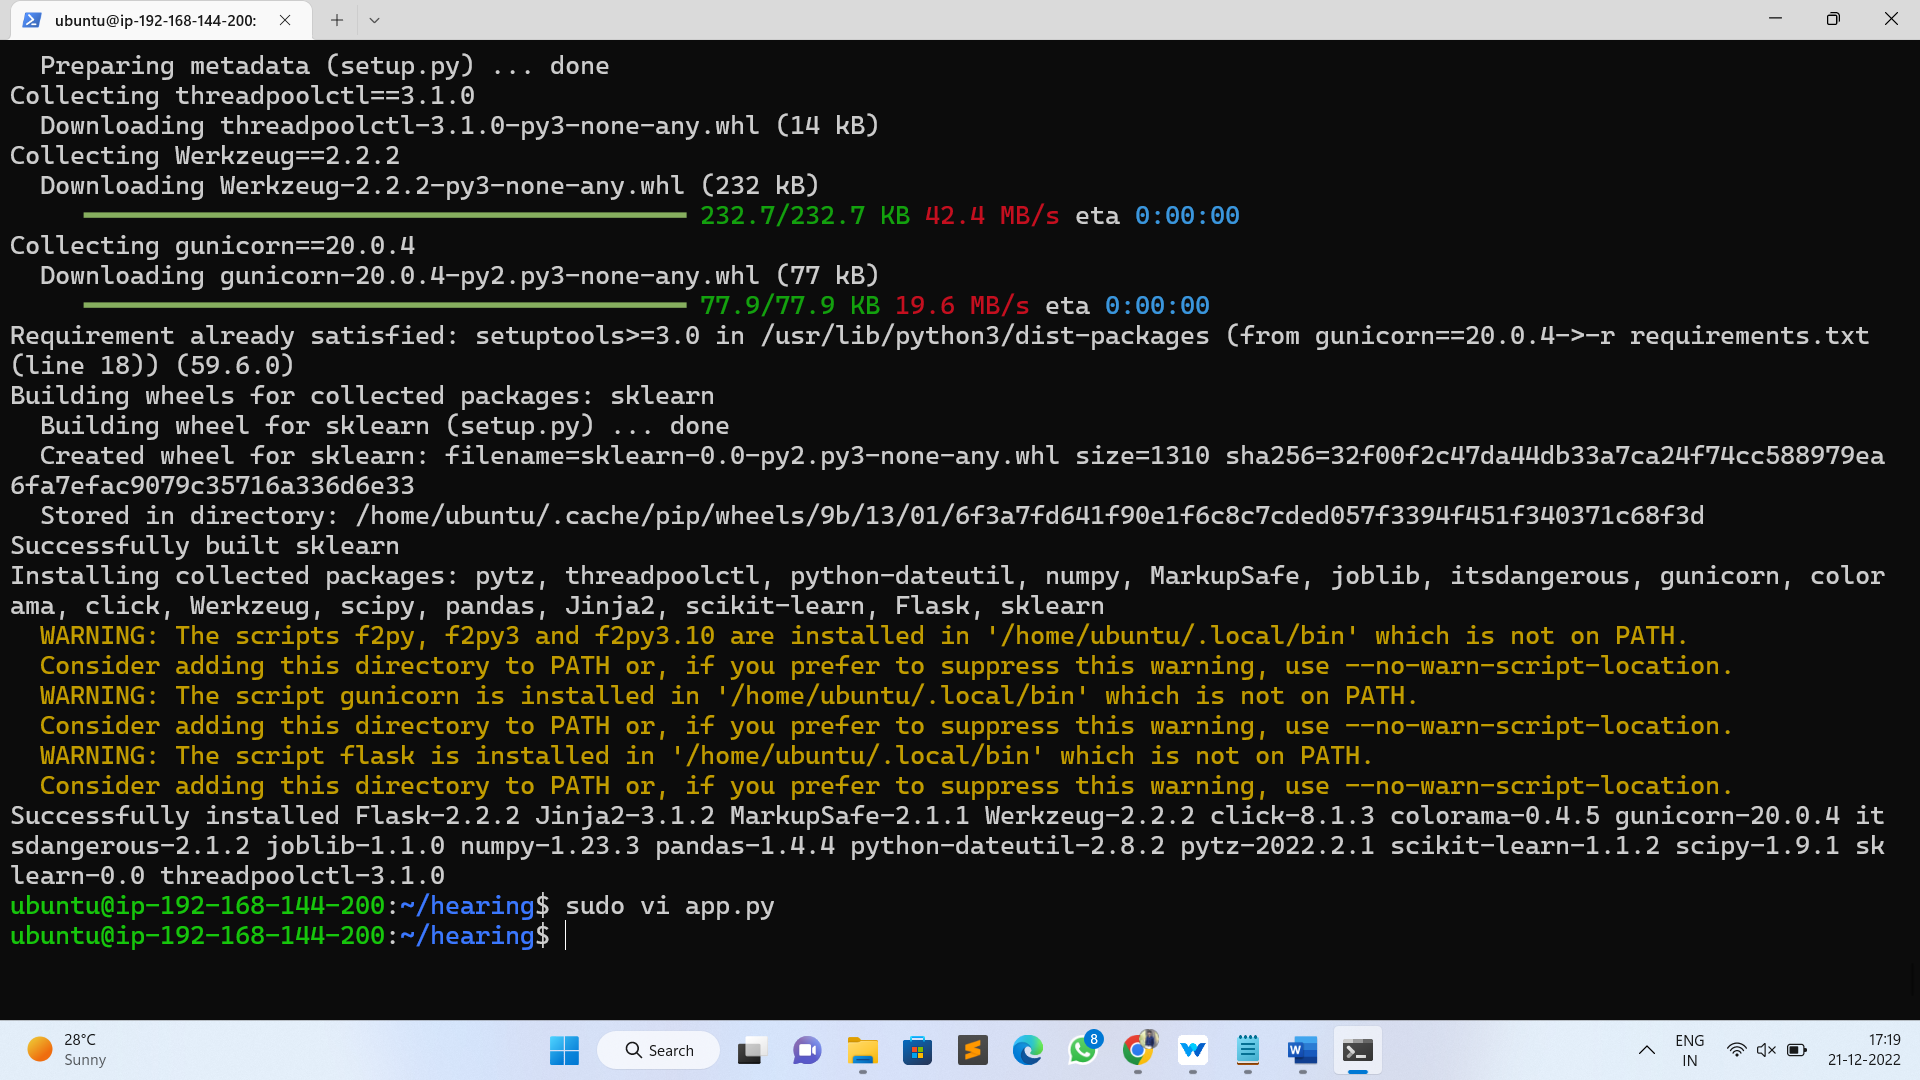 ubuntu@ip-192-168-144-200:
Preparing metadata (setup.py) ... done
Collecting threadpoolctl==3.1.0
Downloading threadpoolctl-3.1.0-py3-none-any.whl (14 kB)
Collecting Werkzeug==2.2.2
Downloading Werkzeug-2.2.2-py3-none-any.whl (232 kB)
232.7/232.7 KB 42.4 MB/s eta 0:00:00
Collecting gunicorn==20.0.4
Downloading gunicorn-20.0.4-py2.py3-none-any.whl (77 kB)
77.9/77.9 KB 19.6 MB/s eta 0:00:00
Requirement already satisfied: setuptools>=3.0 in /usr/lib/python3/dist-packages (from gunicorn==20.0.4->-r requirements.txt
(line 18)) (59.6.0)
Building wheels for collected packages: sklearn
Building wheel for sklearn (setup.py) ... done
Created wheel for sklearn: filename=sklearn-0.0-py2.py3-none-any.whl size=1310 sha256=32f00f2c47da44db33a7ca24f74cc588979ea
6fa7efac9079c35716a336d6e33
Stored in directory: /home/ubuntu/.cache/pip/wheels/9b/13/01/6f3a7fd641f90e1f6c8c7cded057f3394f451f340371c68f3d
Successfully built sklearn
Installing collected packages: pytz, threadpoolctl, python-dateutil, numpy, MarkupSafe, joblib, itsdangerous, gunicorn, color
ama, click, Werkzeug, scipy, pandas, Jinja2, scikit-learn, Flask, sklearn
WARNING: The scripts f2py, f2py3 and f2py3.10 are installed in '/home/ubuntu/.local/bin' which is not on PATH.
Consider adding this directory to PATH or, if you prefer to suppress this warning, use --no-warn-script-location.
WARNING: The script gunicorn is installed in '/home/ubuntu/.local/bin' which is not on PATH.
Consider adding this directory to PATH or, if you prefer to suppress this warning, use --no-warn-script-location.
WARNING: The script flask is installed in '/home/ubuntu/.local/bin' which is not on PATH.
Consider adding this directory to PATH or, if you prefer to suppress this warning, use --no-warn-script-location.
Successfully installed Flask-2.2.2 Jinja2-3.1.2 MarkupSafe-2.1.1 Werkzeug-2.2.2 click-8.1.3 colorama-0.4.5 gunicorn-20.0.4 it
sdangerous-2.1.2 joblib-1.1.0 numpy-1.23.3 pandas-1.4.4 python-dateutil-2.8.2 pytz-2022.2.1 scikit-learn-1.1.2 scipy-1.9.1 sk
learn-0.0 threadpoolctl-3.1.0
ubuntu@ip-192-168-144-200:~/hearing$ sudo vi app.py
ubuntu@ip-192-168-144-200:~/hearing$
28°C
Sunny
Search
8
ENG
IN
17:19
21-12-2022